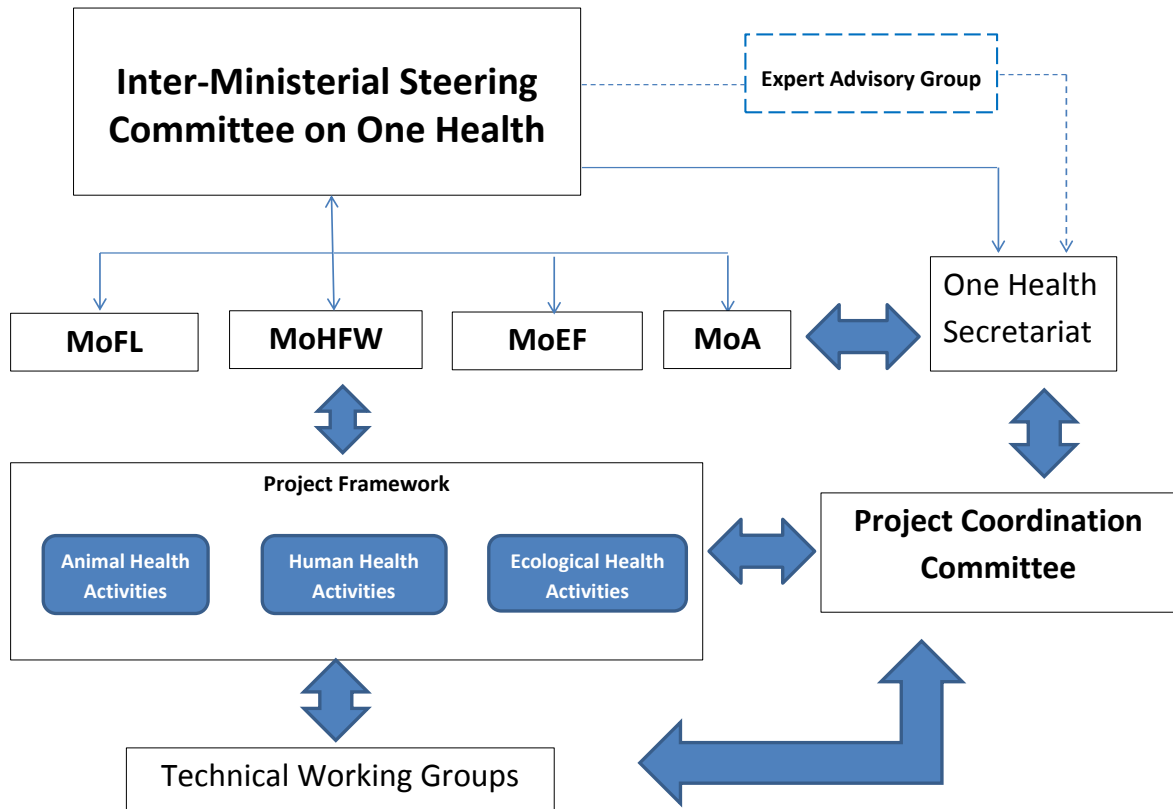 Inter-Ministerial Steering
Committee on One Health
Expert Advisory Group
MoFL
MoHFW
MoEF
MoA
One Health
Secretariat
Project Framework
Animal Health
Activities
Human Health
Activities
Ecological Health
Activities
Project Coordination
Committee
Technical Working Groups